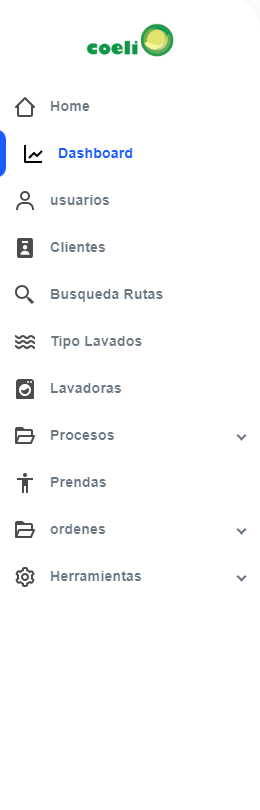 coeli
Home
Dashboard
usuarios
Clientes
Busqueda Rutas
Tipo Lavados
Lavadoras
Procesos
Prendas
ordenes
Herramientas